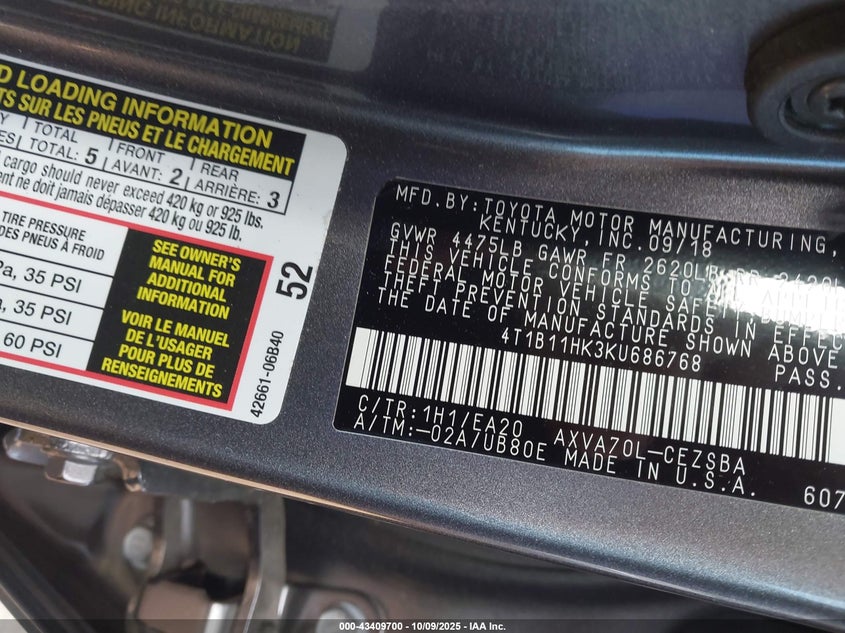 D LOADING INFORMATION
TS SUR LES PNEUS ET LE CHARGEMENT
TOTAL
TOTAL: 5
FRONT
AVANT: 2
REAR
ARRIÈRE: 3
cargo should never exceed 420 kg or 925 lbs.
ent ne doit jamais dépasser 420 kg ou 925 lb.
TIRE PRESSURE
DES PNEUS À FROID
Pa, 35 PSI
a, 35 PSI
60 PSI
SEE OWNER'S
MANUAL FOR
ADDITIONAL
INFORMATION
VOIR LE MANUEL
DE L'USAGER
POUR PLUS DE
RENSEIGNEMENTS
52
42661-06B40
MFD.BY:TOYOTA MOTOR MANUFACTURING,
KENTUCKY, INC. 09/18
GVWR 4475LB GAWR FR 2620LB
THIS VEHICLE CONFORMS TO
FEDERAL MOTOR VEHICLE SAFETY
THEFT PREVENTION STANDARDS IN EFFECT
THE DATE OF MANUFACTURE SHOWN ABOVE
4T1B11HK3KU686768 PASS.
C/TR:1H1/EA20 AXVA70L-CEZSBA
A/TM:-02A/UB80E MADE IN U.S.A.
607
000-43409700 - 10/09/2025 - IAA Inc.